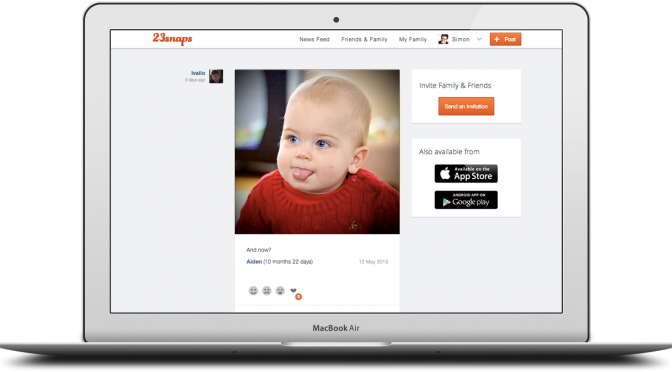 23snaps
News Feed
Friends & Family
My Family
Simon
+ Post
Ivailo
3 days ago
Invite Family & Friends
Send an Invitation
Also available from
Available on the
App Store
ANDROID APP ON
Google play
And now?
Aiden (10 months 22 days)
12 May 2013
MacBook Air